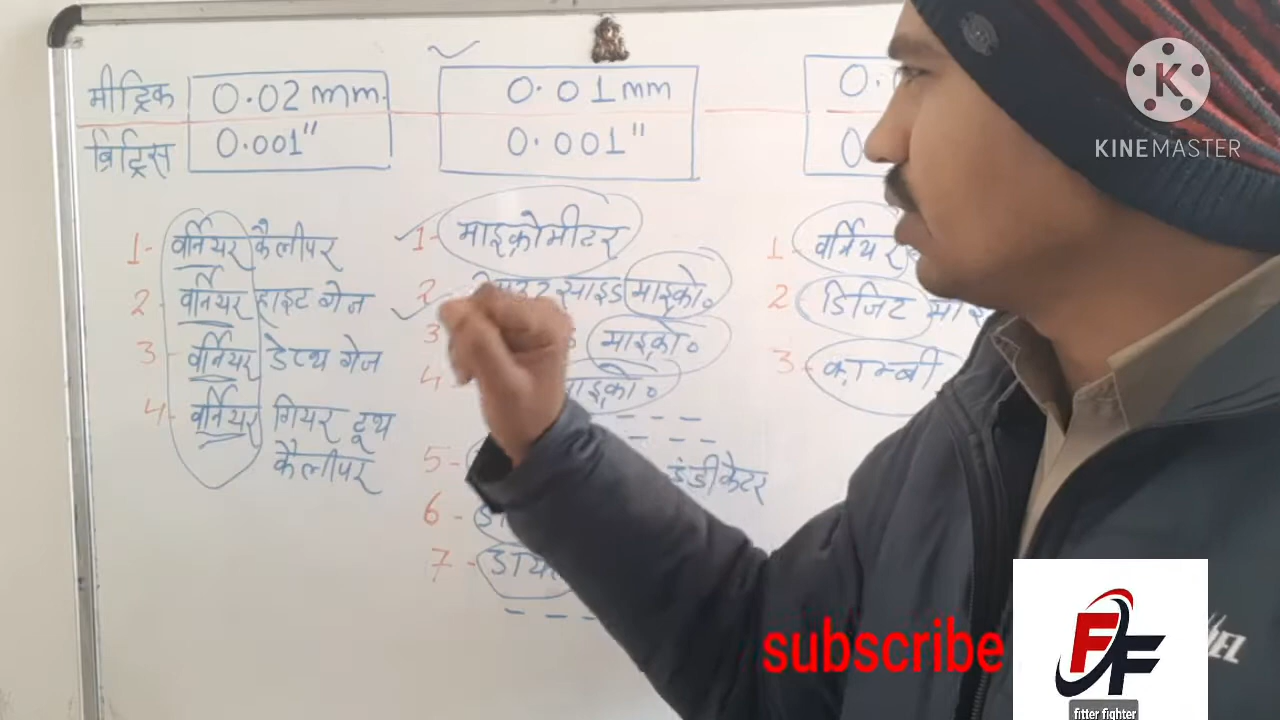 मीट्रिक 0.02 mm. 0.01 mm
ब्रिट्रिस 0.001" 0.001"
1- वर्नियर कैलीपर
2- वर्नियर हाइट गेज
3- वर्नियर डेप्थ गेज
4- वर्नियर गियर टूथ
कैलीपर
1- माइक्रोमीटर
2 साइड माइक्रो०
3 माइक्रो०
4 माइक्रो०
5- इंडीकेटर
6-
7-
1- वर्नियर
2 डिजिट
3- काम्बी
KINEMASTER
subscribe
FF
fitter fighter